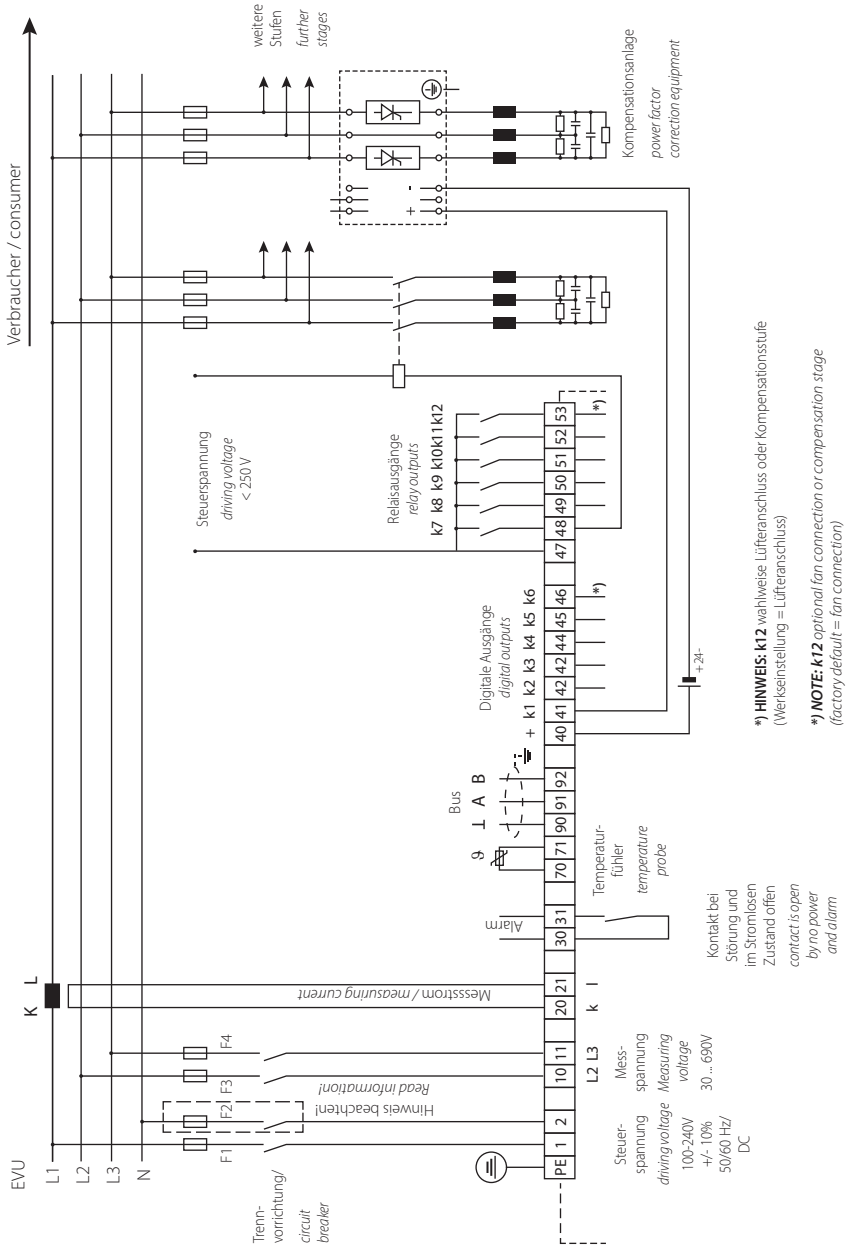 Verbraucher / consumer
EVU
L1
L2
L3
N
K L
Trenn-
vorrichtung/
circuit
breaker
F1
F2
F3
F4
Hinweis beachten!
Read information!
Messstrom / measuring current
Alarm
ϑ
Bus
⊥ A B
Steuerspannung
driving voltage
< 250 V
Digitale Ausgänge
digital outputs
+ k1 k2 k3 k4 k5 k6
Relaisausgänge
relay outputs
k7 k8 k9 k10 k11 k12
weitere
Stufen
further
stages
+ -
Kompensationsanlage
power factor
correction equipment
PE 1 2 10 11 20 21 30 31 70 71 90 91 92 40 41 42 42 44 45 46 47 48 49 50 51 52 53
L2 L3
k l
*)
*)
Steuer-
spannung
driving voltage
100-240V
+/- 10%
50/60 Hz/
DC
Mess-
spannung
Measuring
voltage
30 .. 690V
Kontakt bei
Störung und
im Stromlosen
Zustand offen
contact is open
by no power
and alarm
Temperatur-
fühler
temperature
probe
+24-
*) HINWEIS: k12 wahlweise Lüfteranschluss oder Kompensationsstufe
(Werkseinstellung = Lüfteranschluss)
*) NOTE: k12 optional fan connection or compensation stage
(factory default = fan connection)